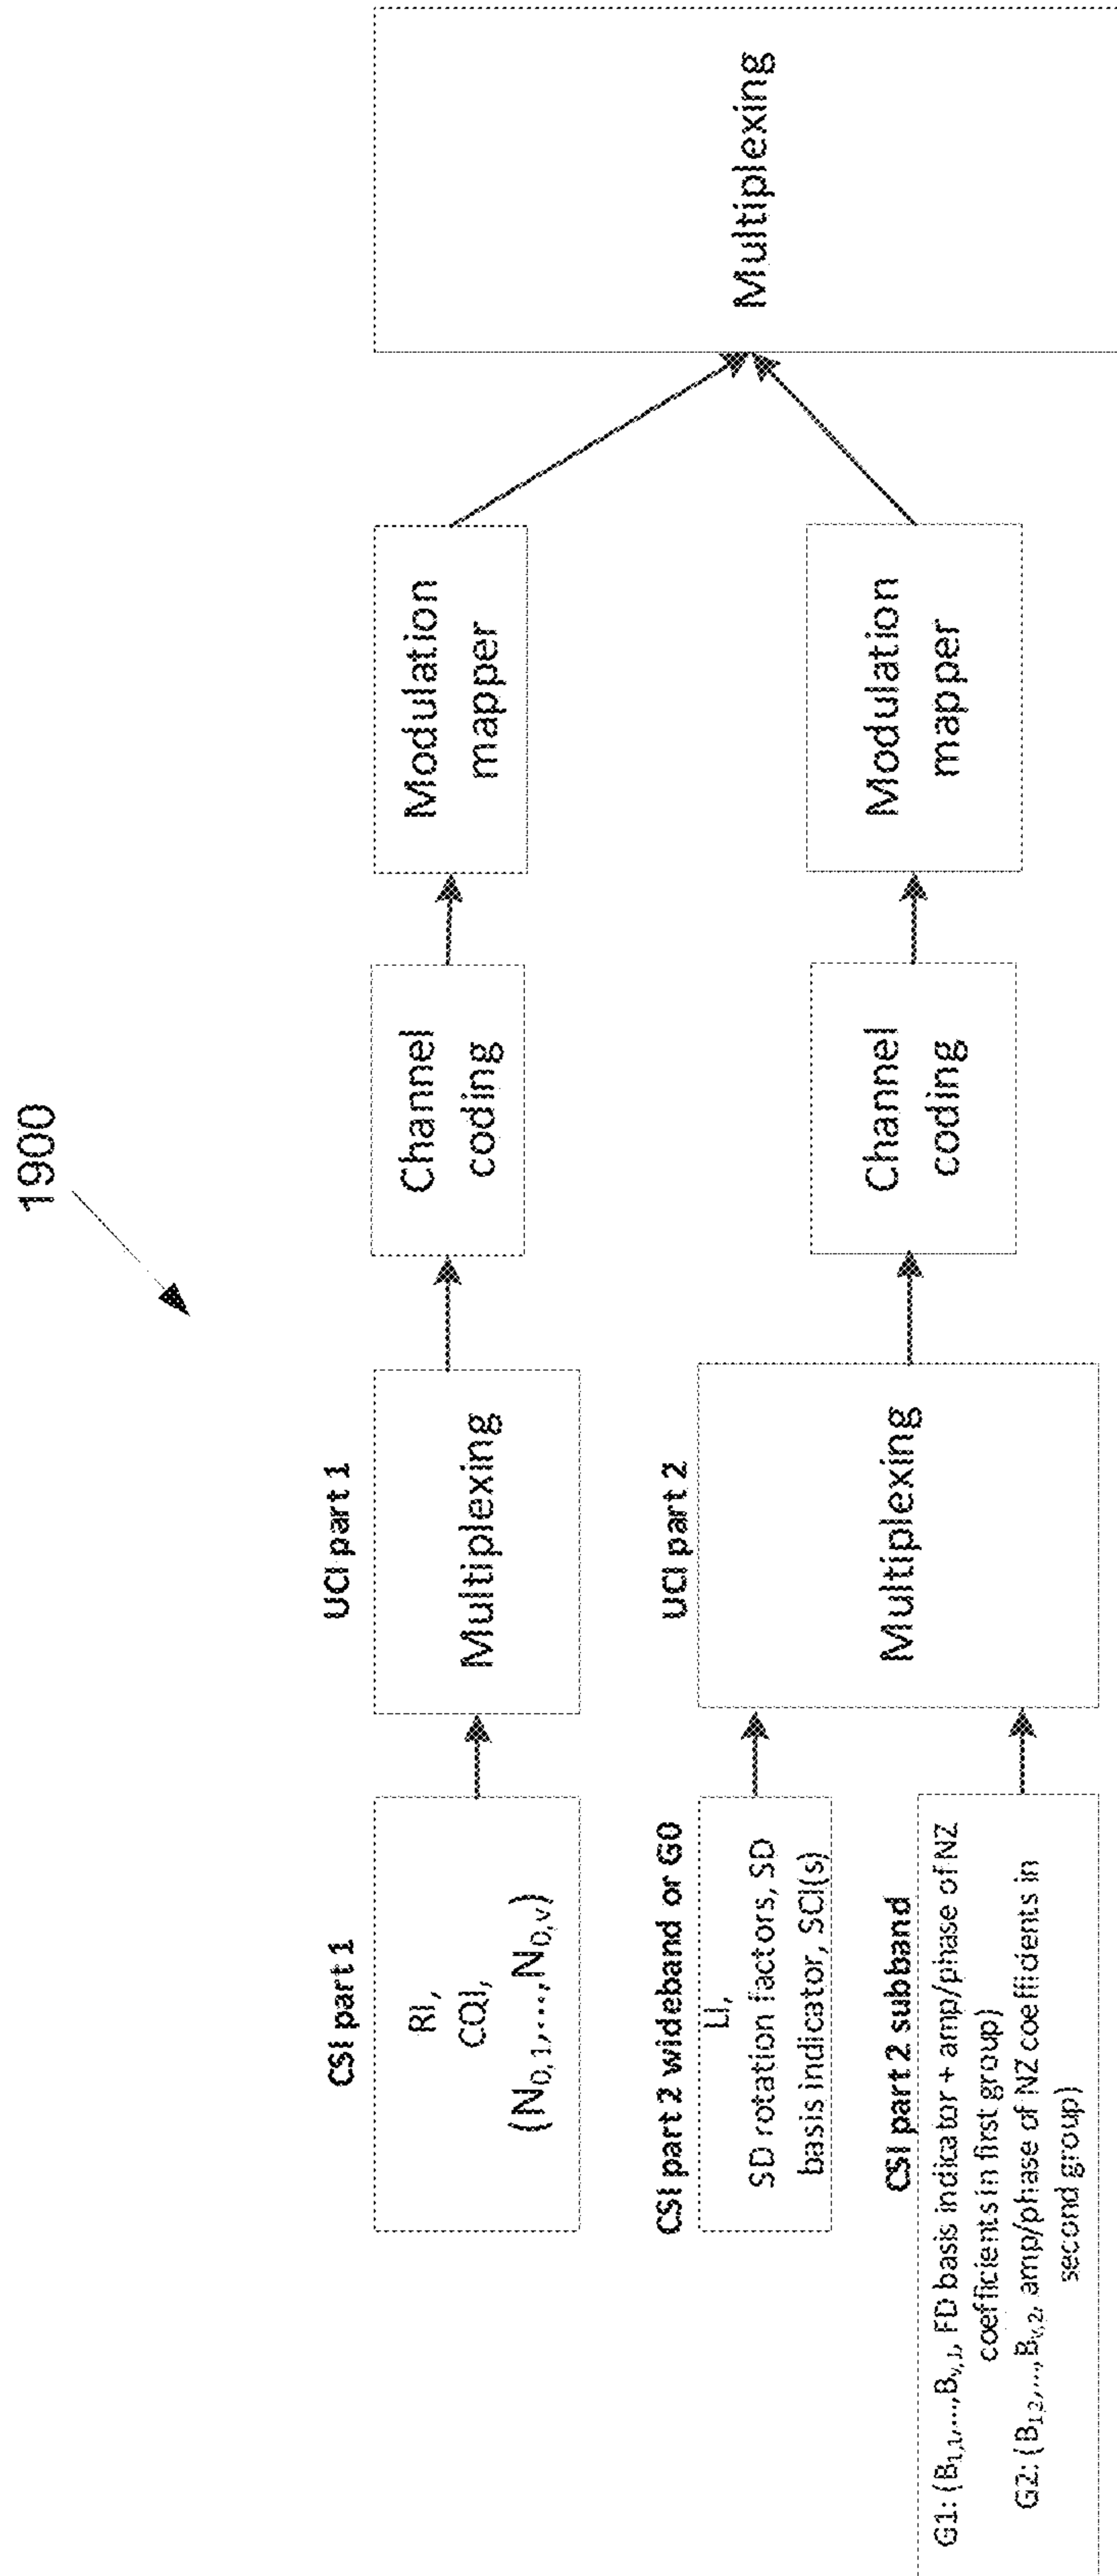 1900
CSI part 1
RI,
CQI,
(N0,1,...,N0,v)
UCI part 1
Multiplexing
Channel
coding
Modulation
mapper
Multiplexing
CSI part 2 wideband or G0
LI,
SD rotation factors, SD
basis indicator, SCI(s)
CSI part 2 subband
G1: (B1,1,...,Bv,1, FD basis indicator + amp/phase of NZ
coefficients in first group)
G2: (B1,2,...,Bv,2, amp/phase of NZ coefficients in
second group)
UCI part 2
Multiplexing
Channel
coding
Modulation
mapper